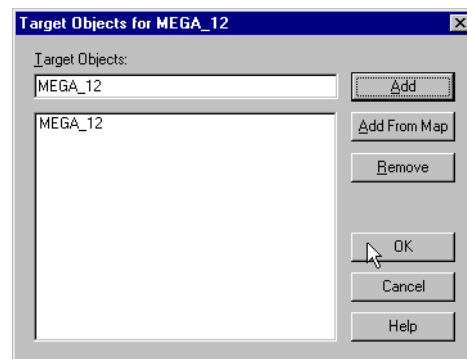 Target Objects for MEGA_12
Target Objects:
MEGA_12
Add
MEGA_12
Add From Map
Remove
OK
Cancel
Help